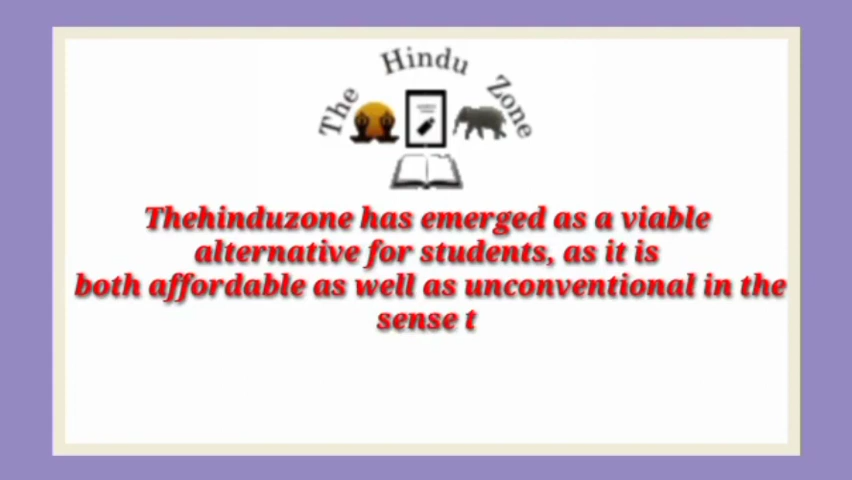 The Hindu Zone
Thehinduzone has emerged as a viable
alternative for students, as it is
both affordable as well as unconventional in the
sense t